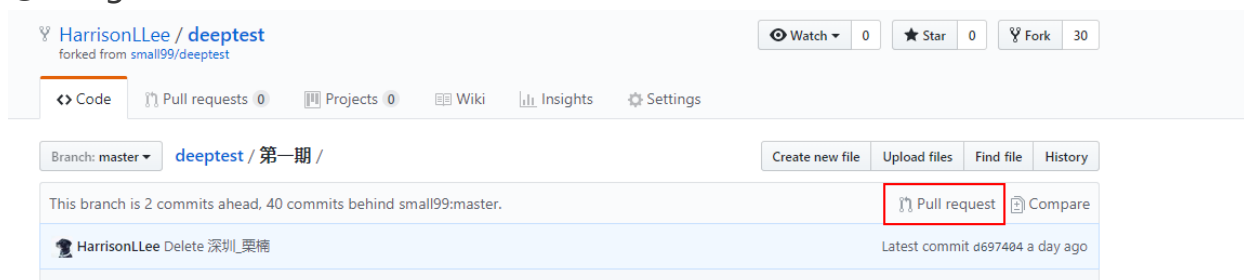 HarrisonLLee / deeptest
forked from small99/deeptest
Watch 0 Star 0 Fork 30
Code Pull requests 0 Projects 0 Wiki Insights Settings
Branch: master deeptest / 第一期 /
Create new file Upload files Find file History
This branch is 2 commits ahead, 40 commits behind small99:master.
Pull request Compare
HarrisonLLee Delete 深圳_栗楠
Latest commit d697404 a day ago